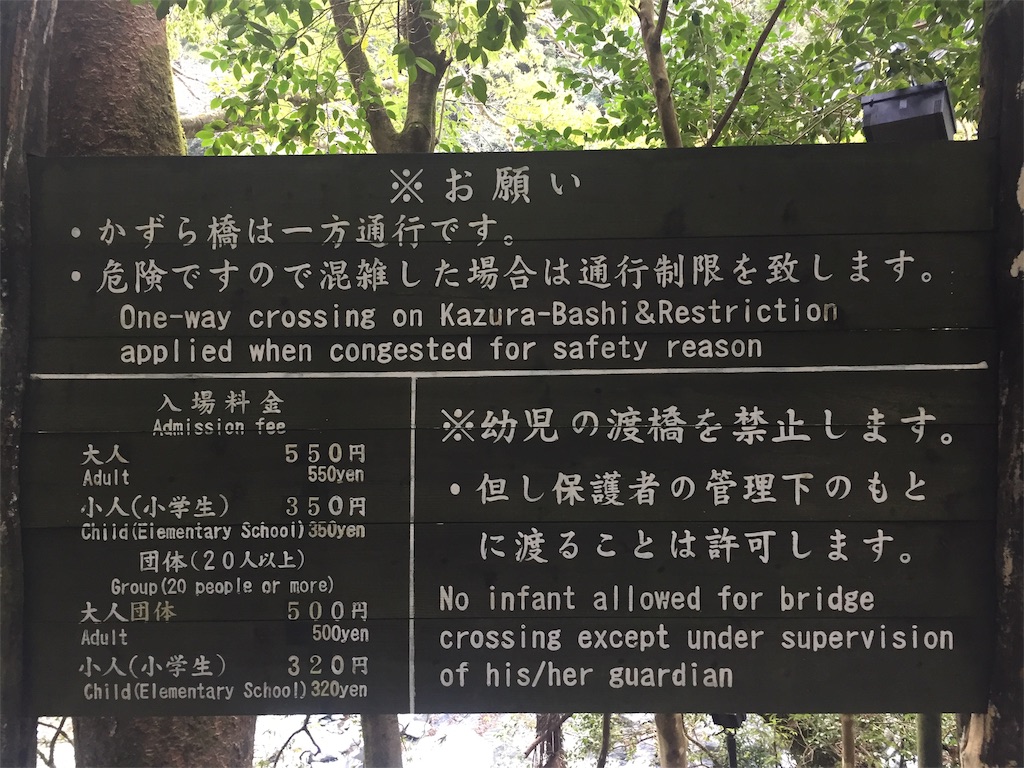 ※お願い
・かずら橋は一方通行です。
・危険ですので混雑した場合は通行制限を致します。
One-way crossing on Kazura-Bashi&Restriction
applied when congested for safety reason
入場料金
Admission fee
大人 550円
Adult 550yen
小人(小学生) 350円
Child(Elementary School) 350yen
団体(20人以上)
Group(20 people or more)
大人団体 500円
Adult 500yen
小人(小学生) 320円
Child(Elementary School) 320yen
※幼児の渡橋を禁止します。
・但し保護者の管理下のもと
に渡ることは許可します。
No infant allowed for bridge
crossing except under supervision
of his/her guardian